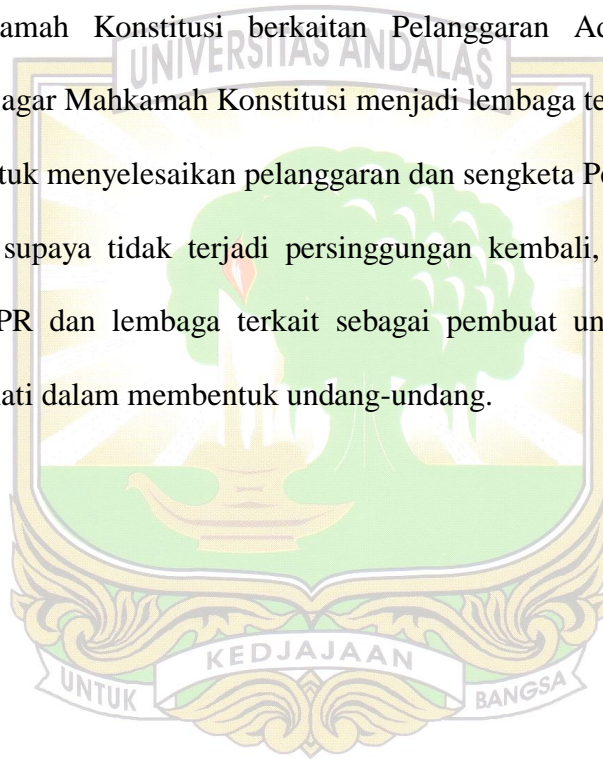 amah Konstitusi berkaitan Pelanggaran Ad
UNIVERSITAS ANDALAS
agar Mahkamah Konstitusi menjadi lembaga te
tuk menyelesaikan pelanggaran dan sengketa Pe
supaya tidak terjadi persinggungan kembali,
PR dan lembaga terkait sebagai pembuat un
ati dalam membentuk undang-undang.
KEDJAJAAN
UNTUK
BANGSA